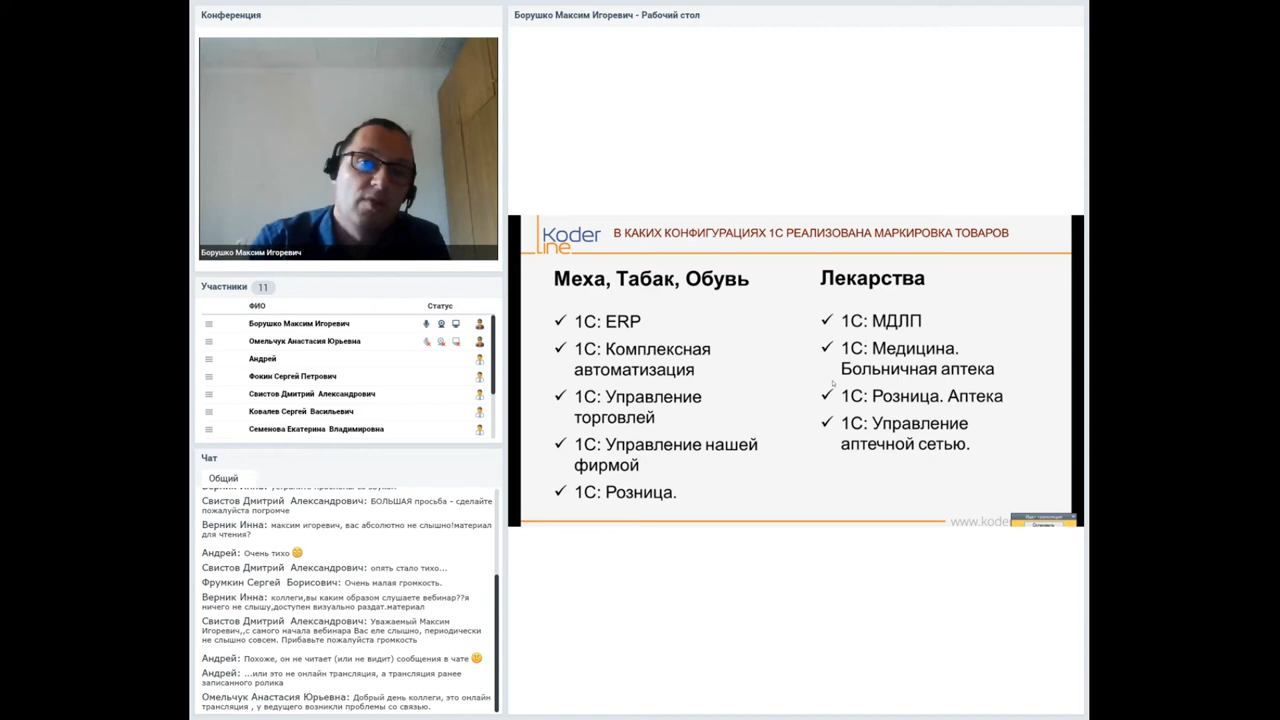 Конференция
Борушко Максим Игоревич
Участники 11
ФИО Статус
Борушко Максим Игоревич
Омельчук Анастасия Юрьевна
Андрей
Фокин Сергей Петрович
Свистов Дмитрий Александрович
Ковалев Сергей Васильевич
Семенова Екатерина Владимировна
Чат
Общий
Свистов Дмитрий Александрович: БОЛЬШАЯ просьба - сделайте
пожалуйста погромче
Верник Инна: максим игоревич, вас абсолютно не слышно!материал
для чтения?
Андрей: Очень тихо
Свистов Дмитрий Александрович: опять стало тихо...
Фрумкин Сергей Борисович: Очень малая громкость.
Верник Инна: коллеги,вы каким образом слушаете вебинар??я
ничего не слышу,доступен визуально раздат.материал
Свистов Дмитрий Александрович: Уважаемый Максим
Игоревич,,с самого начала вебинара Вас еле слышно, периодически
не слышно совсем. Прибавьте пожалуйста громкость
Андрей: Похоже, он не читает (или не видит) сообщения в чате
Андрей: ...или это не онлайн трансляция, а трансляция ранее
записанного ролика
Омельчук Анастасия Юрьевна: Добрый день коллеги, это онлайн
трансляция , у ведущего возникли проблемы со связью.
Борушко Максим Игоревич - Рабочий стол
Koder
line
В КАКИХ КОНФИГУРАЦИЯХ 1С РЕАЛИЗОВАНА МАРКИРОВКА ТОВАРОВ
Меха, Табак, Обувь
✓ 1С: ERP
✓ 1С: Комплексная
автоматизация
✓ 1С: Управление
торговлей
✓ 1С: Управление нашей
фирмой
✓ 1С: Розница.
Лекарства
✓ 1С: МДЛП
✓ 1С: Медицина.
Больничная аптека
✓ 1С: Розница. Аптека
✓ 1С: Управление
аптечной сетью.
www.koder